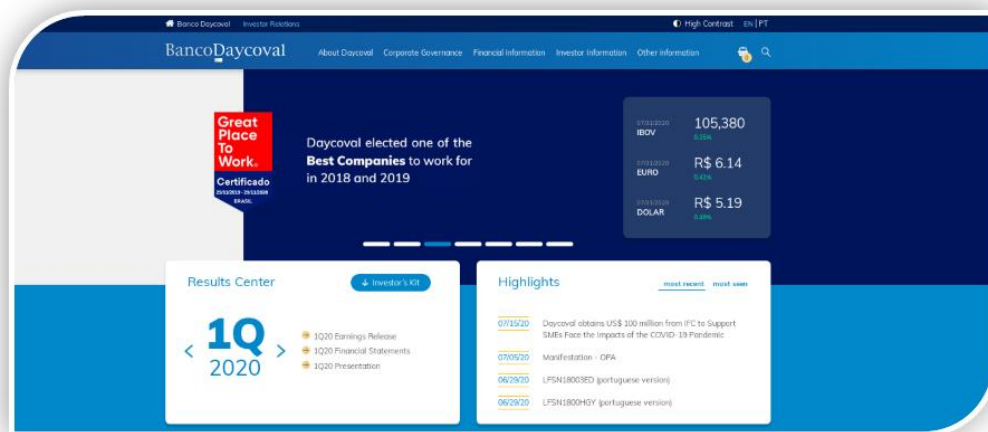 Banco Daycoval Investor Relations
High Contrast EN | PT
BancoDaycoval
About Daycoval Corporate Governance Financial Information Investor Information Other information
0
Great
Place
To
Work.
Certificado
BRASIL
Daycoval elected one of the
Best Companies to work for
in 2018 and 2019
IBOV 105,380
EURO R$ 6.14
DOLAR R$ 5.19
Results Center
Investor's Kit
1Q
2020
1Q20 Earnings Release
1Q20 Financial Statements
1Q20 Presentation
Highlights
most recent most seen
07/15/20 Daycoval obtains US$ 100 million from IFC to Support
SMEs Face the Impacts of the COVID-19 Pandemic
07/05/20 Manifestation - OPA
06/29/20 LFSN18003ED (portuguese version)
06/29/20 LFSN1800HGY (portuguese version)